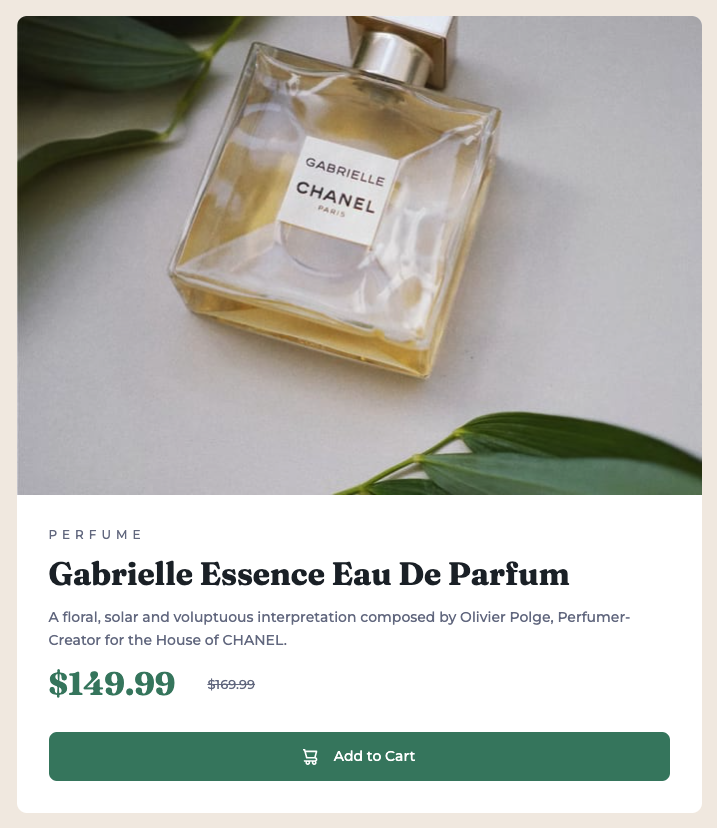 GABRIELLE
CHANEL
PARIS
PERFUME
Gabrielle Essence Eau De Parfum
A floral, solar and voluptuous interpretation composed by Olivier Polge, Perfumer-
Creator for the House of CHANEL.
$149.99 $169.99
Add to Cart